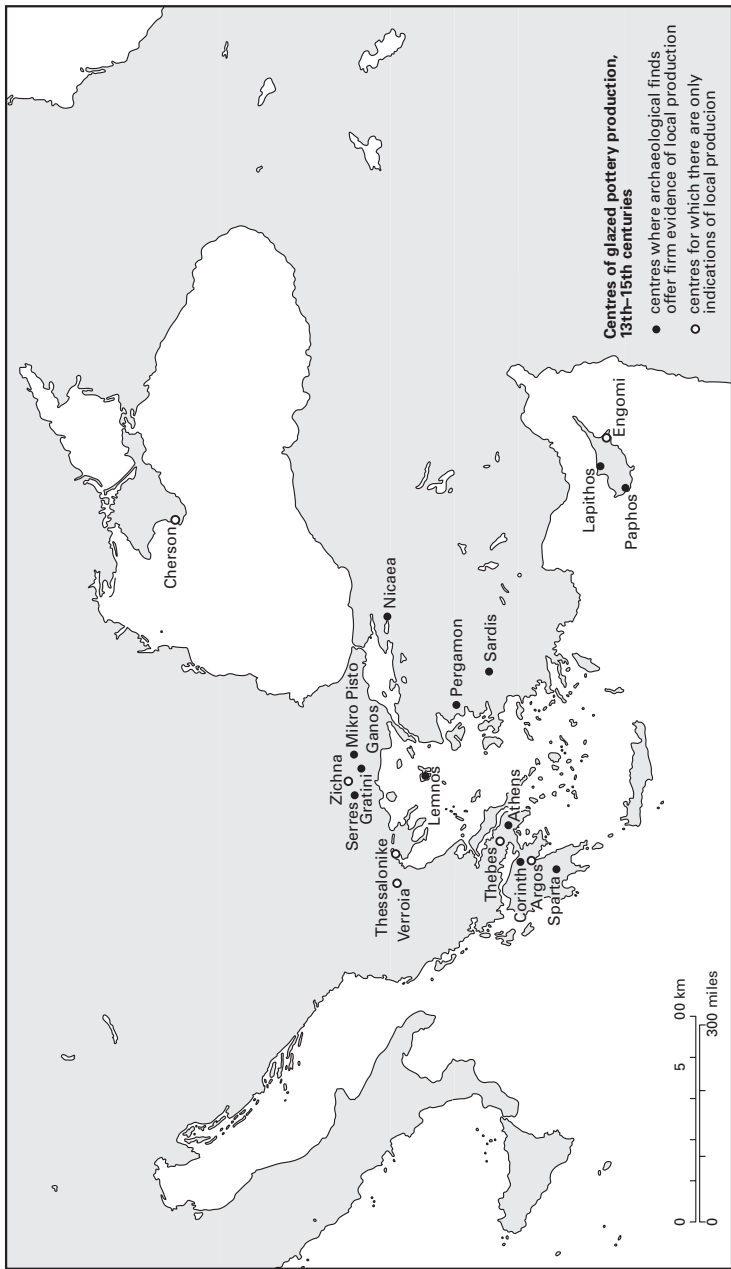 Centres of glazed pottery production,
13th–15th centuries
● centres where archaeological finds
offer firm evidence of local production
○ centres for which there are only
indications of local producion
Cherson
Zichna
Mikro Pisto
Serres
Gratini
Ganos
Thessalonike
Verroia
Nicaea
Lemnos
Pergamon
Sardis
Thebes
Athens
Corinth
Argos
Sparta
Lapithos
Engomi
Paphos
0 5 00 km
0 300 miles